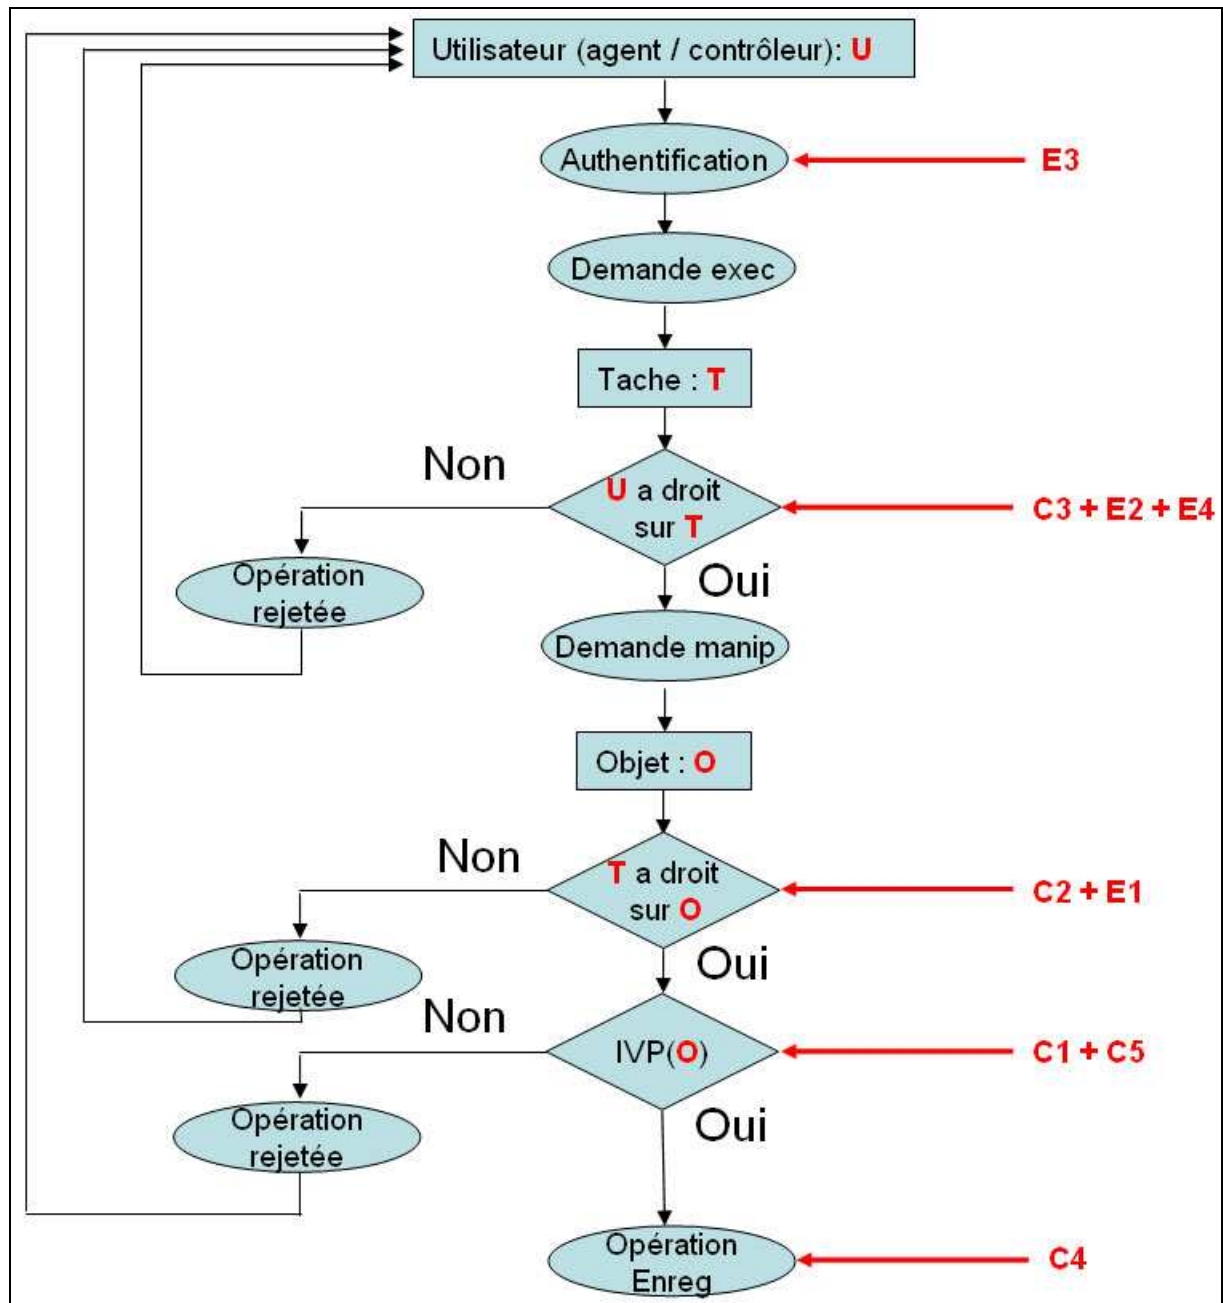 Utilisateur (agent / contrôleur): U
Authentification
E3
Demande exec
Tache : T
Non
U a droit
sur T
C3 + E2 + E4
Opération
rejetée
Oui
Demande manip
Objet : O
Non
T a droit
sur O
C2 + E1
Opération
rejetée
Oui
Non
IVP(O)
C1 + C5
Opération
rejetée
Oui
Opération
Enreg
C4